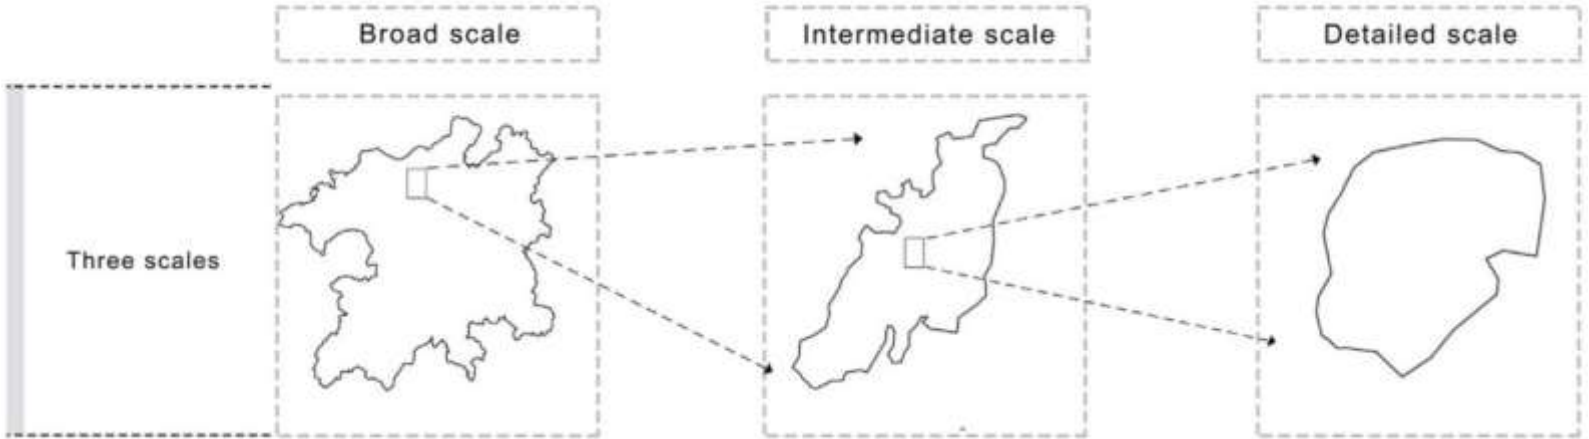 Broad scale
Intermediate scale
Detailed scale
Three scales